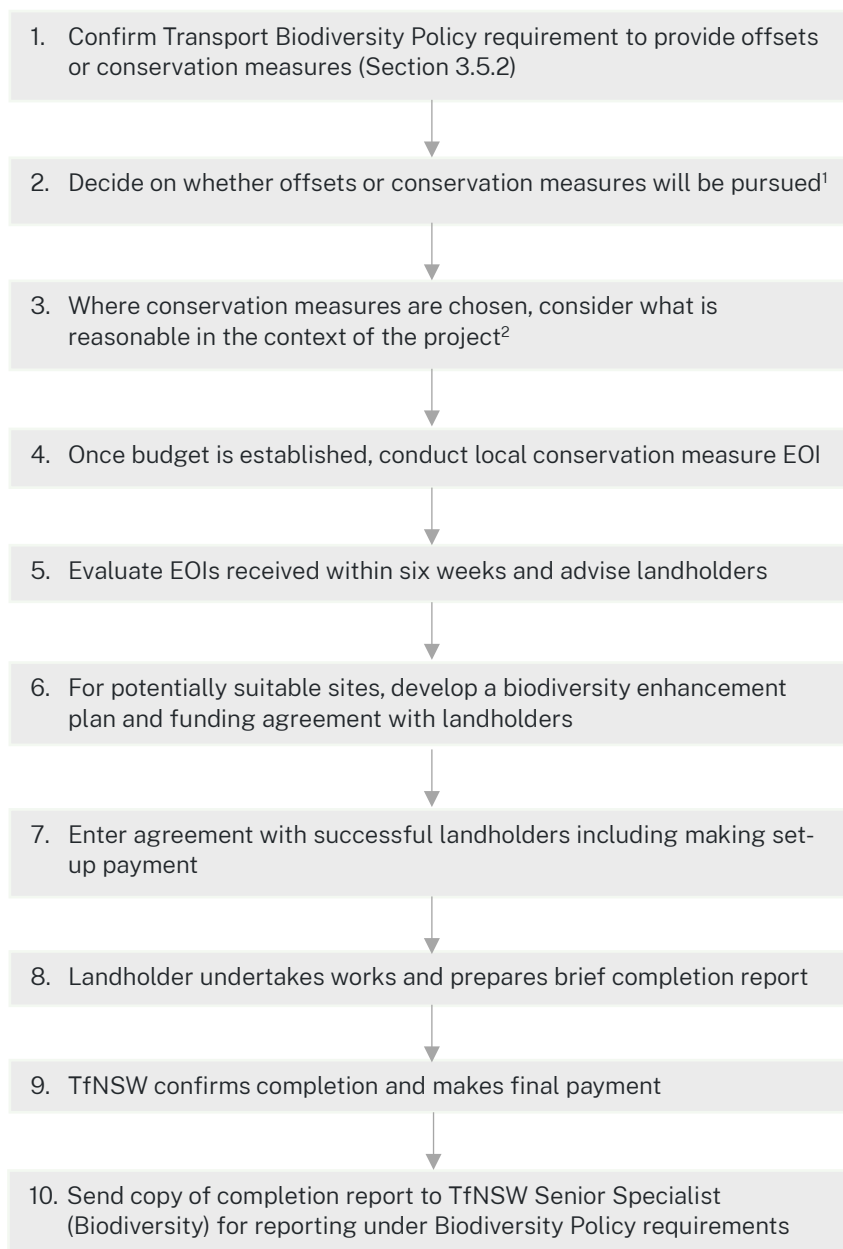 1. Confirm Transport Biodiversity Policy requirement to provide offsets
or conservation measures (Section 3.5.2)
2. Decide on whether offsets or conservation measures will be pursued¹
3. Where conservation measures are chosen, consider what is
reasonable in the context of the project²
4. Once budget is established, conduct local conservation measure EOI
5. Evaluate EOIs received within six weeks and advise landholders
6. For potentially suitable sites, develop a biodiversity enhancement
plan and funding agreement with landholders
7. Enter agreement with successful landholders including making set-
up payment
8. Landholder undertakes works and prepares brief completion report
9. TfNSW confirms completion and makes final payment
10. Send copy of completion report to TfNSW Senior Specialist
(Biodiversity) for reporting under Biodiversity Policy requirements